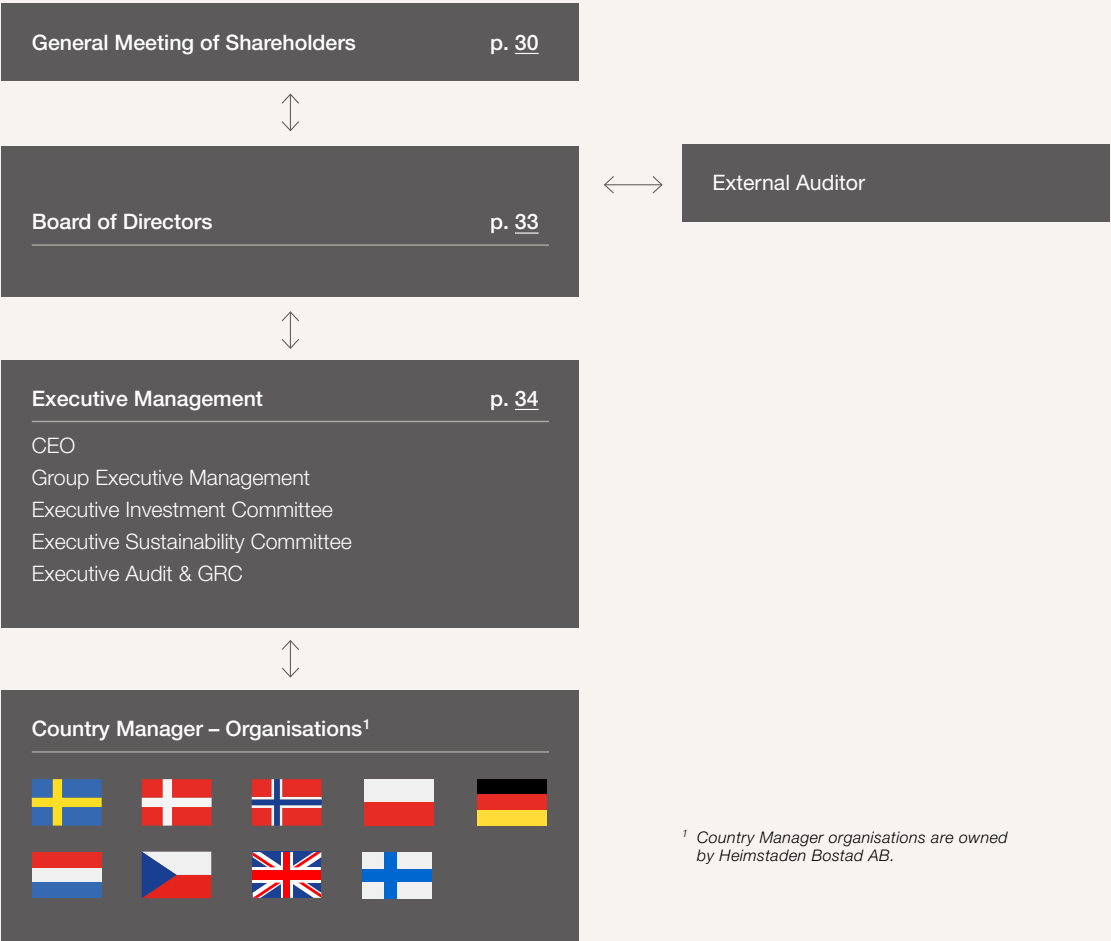 General Meeting of Shareholders p. 30
Board of Directors p. 33
External Auditor
Executive Management p. 34
CEO
Group Executive Management
Executive Investment Committee
Executive Sustainability Committee
Executive Audit & GRC
Country Manager – Organisations¹
¹ Country Manager organisations are owned
by Heimstaden Bostad AB.